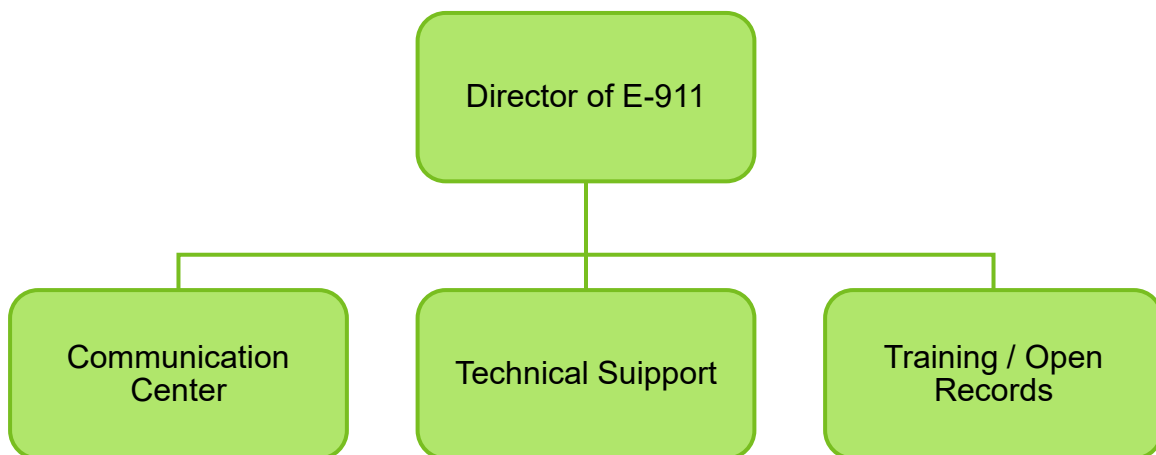 Director of E-911
Communication
Center
Technical Suipport
Training / Open
Records